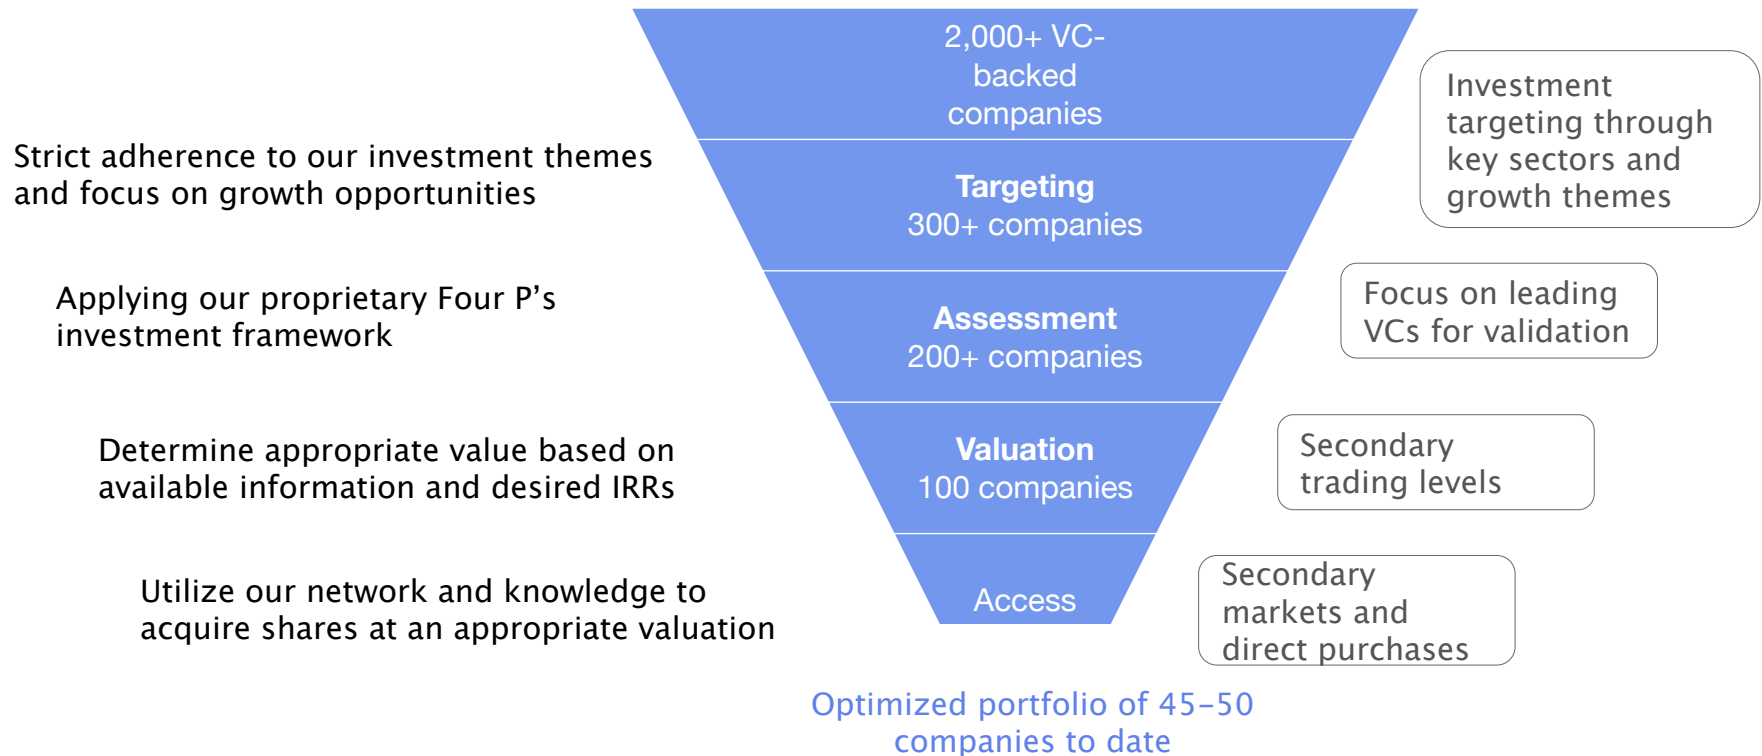 2,000+ VC-
backed
companies
Investment
targeting through
key sectors and
growth themes
Strict adherence to our investment themes
and focus on growth opportunities
Targeting
300+ companies
Applying our proprietary Four P’s
investment framework
Assessment
200+ companies
Focus on leading
VCs for validation
Determine appropriate value based on
available information and desired IRRs
Valuation
100 companies
Secondary
trading levels
Utilize our network and knowledge to
acquire shares at an appropriate valuation
Access
Secondary
markets and
direct purchases
Optimized portfolio of 45–50
companies to date